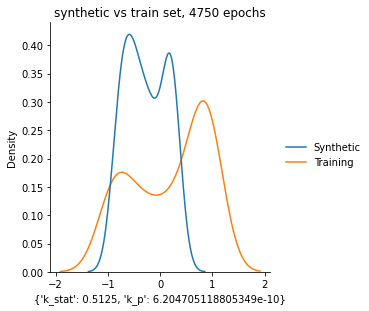 synthetic vs train set, 4750 epochs
0.40
0.35
0.30
0.25
0.20
0.15
0.10
0.05
0.00
Density
Synthetic
Training
−2
−1
0
1
2
{'k_stat': 0.5125, 'k_p': 6.204705118805349e-10}